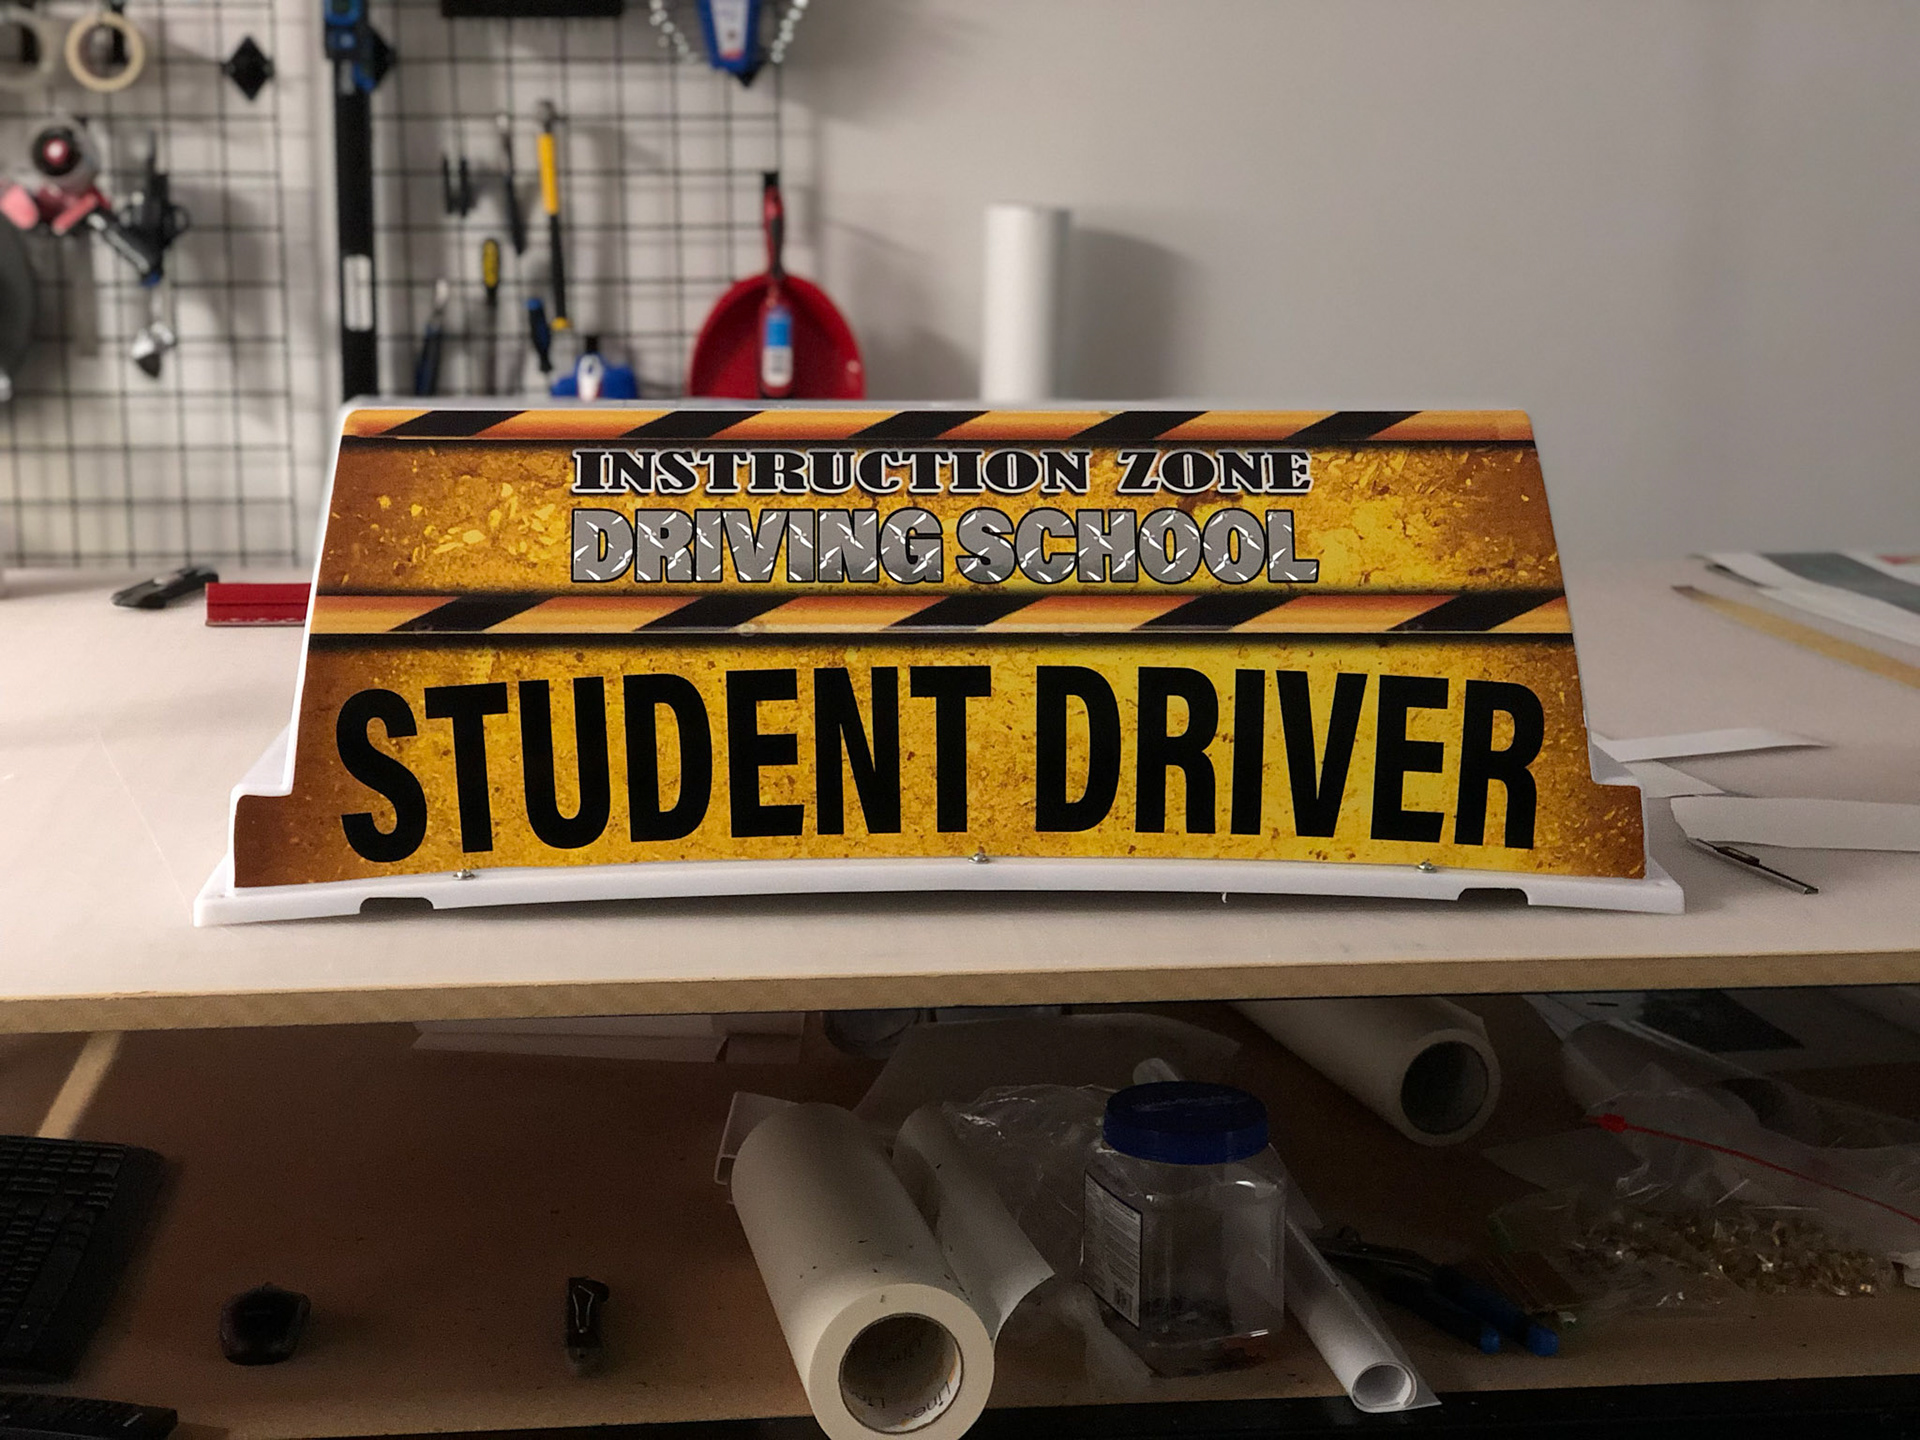 INSTRUCTION ZONE
DRIVING SCHOOL
STUDENT DRIVER